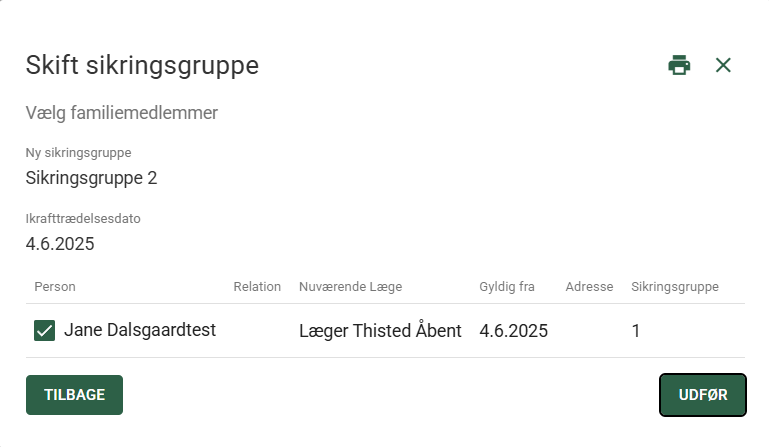 Skift sikringsgruppe
Vælg familiemedlemmer
Ny sikringsgruppe
Sikringsgruppe 2
Ikrafttrædelsesdato
4.6.2025
Person Relation Nuværende Læge Gyldig fra Adresse Sikringsgruppe
Jane Dalsgaardtest Læger Thisted Åbent 4.6.2025 1
TILBAGE UDFØR